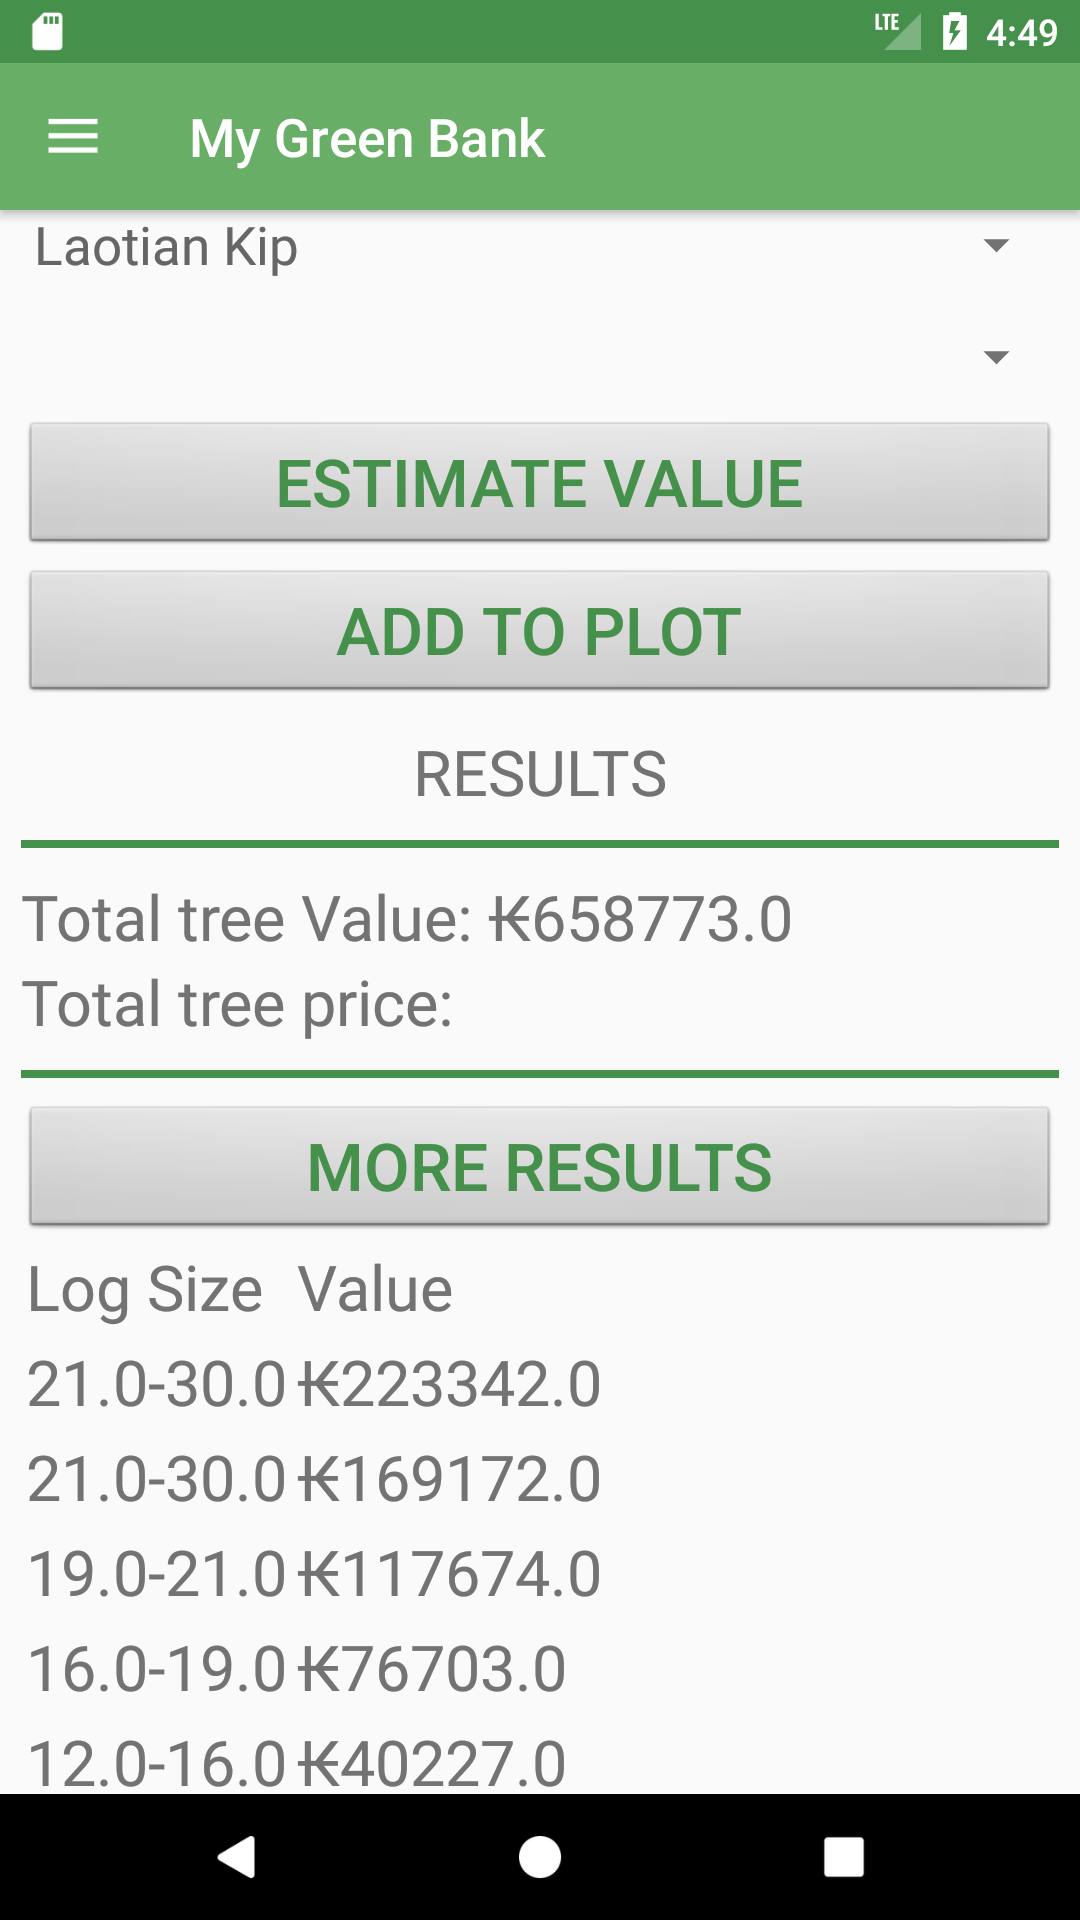 LTE 4:49
My Green Bank
Laotian Kip
ESTIMATE VALUE
ADD TO PLOT
RESULTS
Total tree Value: ₭658773.0
Total tree price:
MORE RESULTS
Log Size Value
21.0-30.0 ₭223342.0
21.0-30.0 ₭169172.0
19.0-21.0 ₭117674.0
16.0-19.0 ₭76703.0
12.0-16.0 ₭40227.0